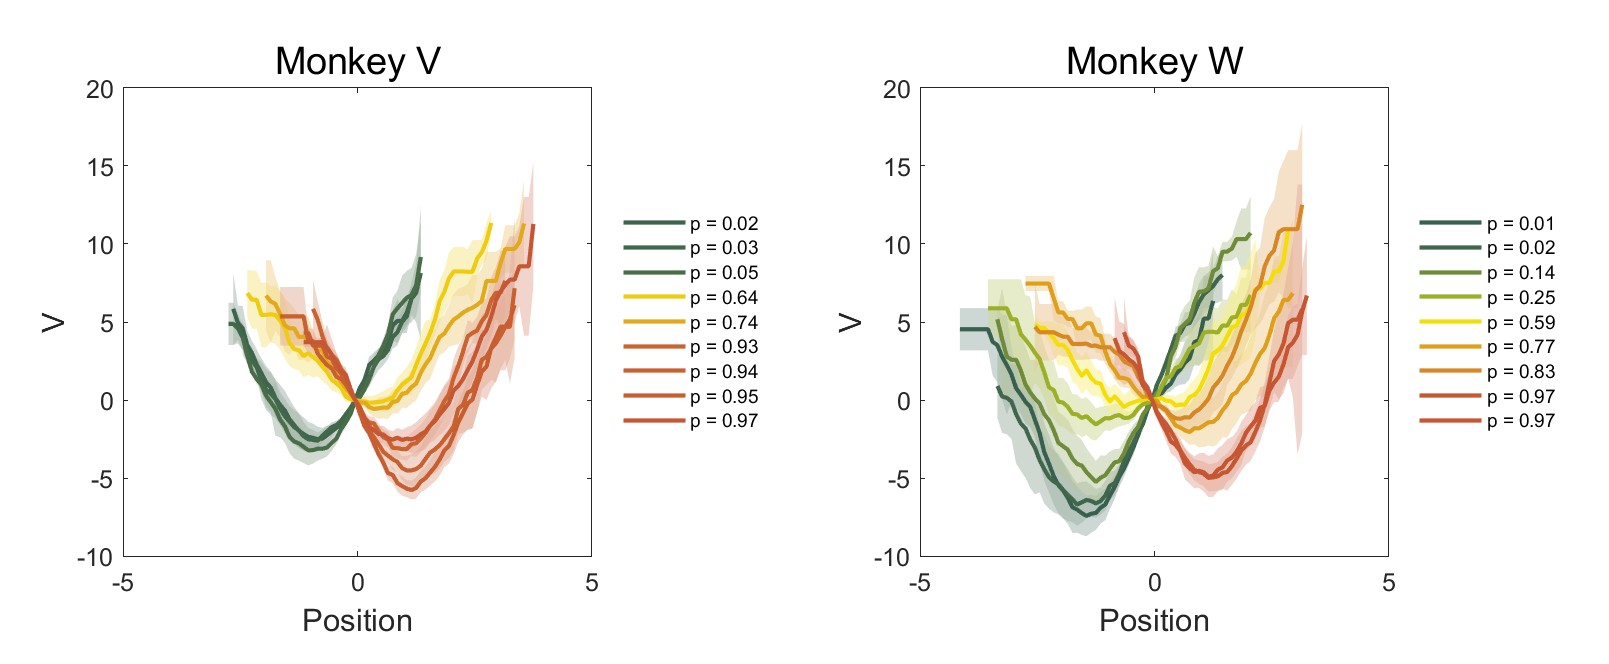 Monkey V
20
15
10
5
0
-5
-10
-5
0
5
V
Position
p = 0.02
p = 0.03
p = 0.05
p = 0.64
p = 0.74
p = 0.93
p = 0.94
p = 0.95
p = 0.97
Monkey W
20
15
10
5
0
-5
-10
-5
0
5
V
Position
p = 0.01
p = 0.02
p = 0.14
p = 0.25
p = 0.59
p = 0.77
p = 0.83
p = 0.97
p = 0.97